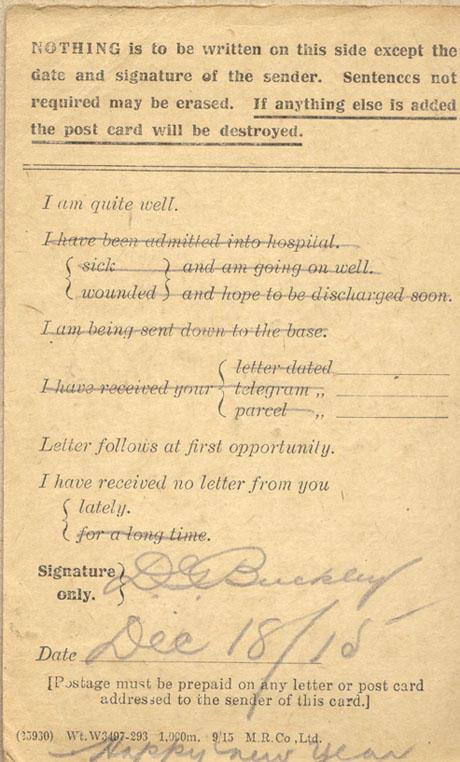 NOTHING is to be written on this side except the
date and signature of the sender. Sentences not
required may be erased. If anything else is added
the post card will be destroyed.
I am quite well.
I have been admitted into hospital.
{ sick } and am going on well.
{ wounded } and hope to be discharged soon.
I am being sent down to the base.
I have received your { letter dated
telegram „
parcel „
Letter follows at first opportunity.
I have received no letter from you
{ lately.
for a long time.
Signature only. } D.G. Buckley
Date Dec 18/15
[Postage must be prepaid on any letter or post card
addressed to the sender of this card.]
(25930) Wt.W3497-293 1,000m. 9/15 M.R.Co.,Ltd.
Happy new year